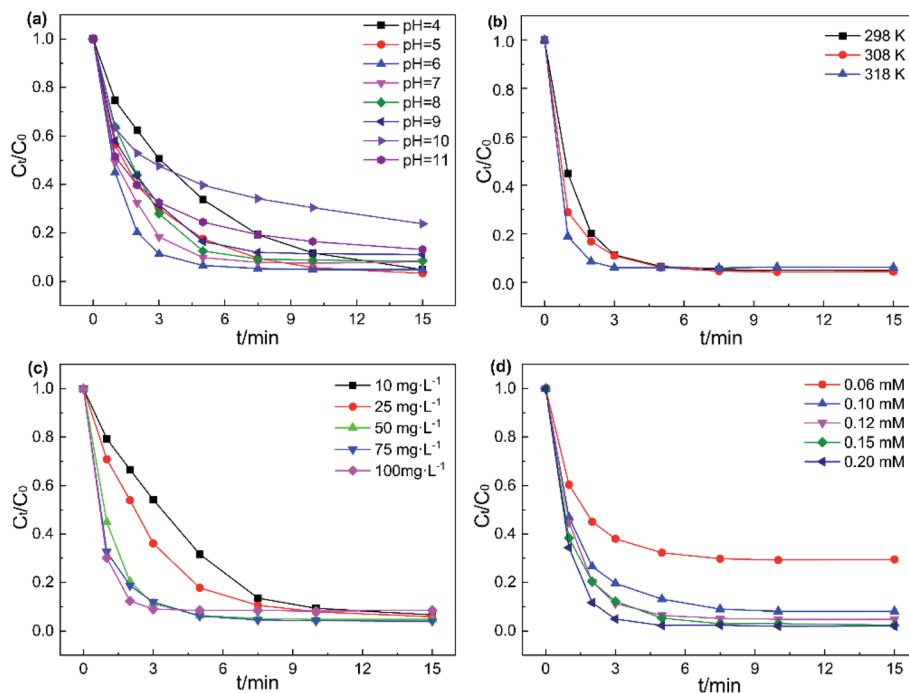 (a)
pH=4
pH=5
pH=6
pH=7
pH=8
pH=9
pH=10
pH=11
1.0
0.8
0.6
0.4
0.2
0.0
Cₜ/C₀
0 3 6 9 12 15
t/min
(b)
298 K
308 K
318 K
1.0
0.8
0.6
0.4
0.2
0.0
Cₜ/C₀
0 3 6 9 12 15
t/min
(c)
10 mg·L⁻¹
25 mg·L⁻¹
50 mg·L⁻¹
75 mg·L⁻¹
100mg·L⁻¹
1.0
0.8
0.6
0.4
0.2
0.0
Cₜ/C₀
0 3 6 9 12 15
t/min
(d)
0.06 mM
0.10 mM
0.12 mM
0.15 mM
0.20 mM
1.0
0.8
0.6
0.4
0.2
0.0
Cₜ/C₀
0 3 6 9 12 15
t/min